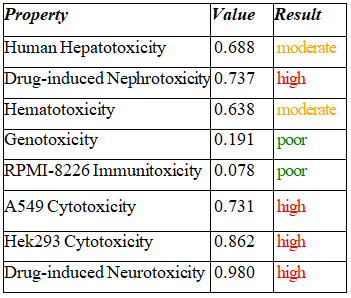 Property Value Result
Human Hepatotoxicity 0.688 moderate
Drug-induced Nephrotoxicity 0.737 high
Hematotoxicity 0.638 moderate
Genotoxicity 0.191 poor
RPMI-8226 Immunitoxicity 0.078 poor
A549 Cytotoxicity 0.731 high
Hek293 Cytotoxicity 0.862 high
Drug-induced Neurotoxicity 0.980 high